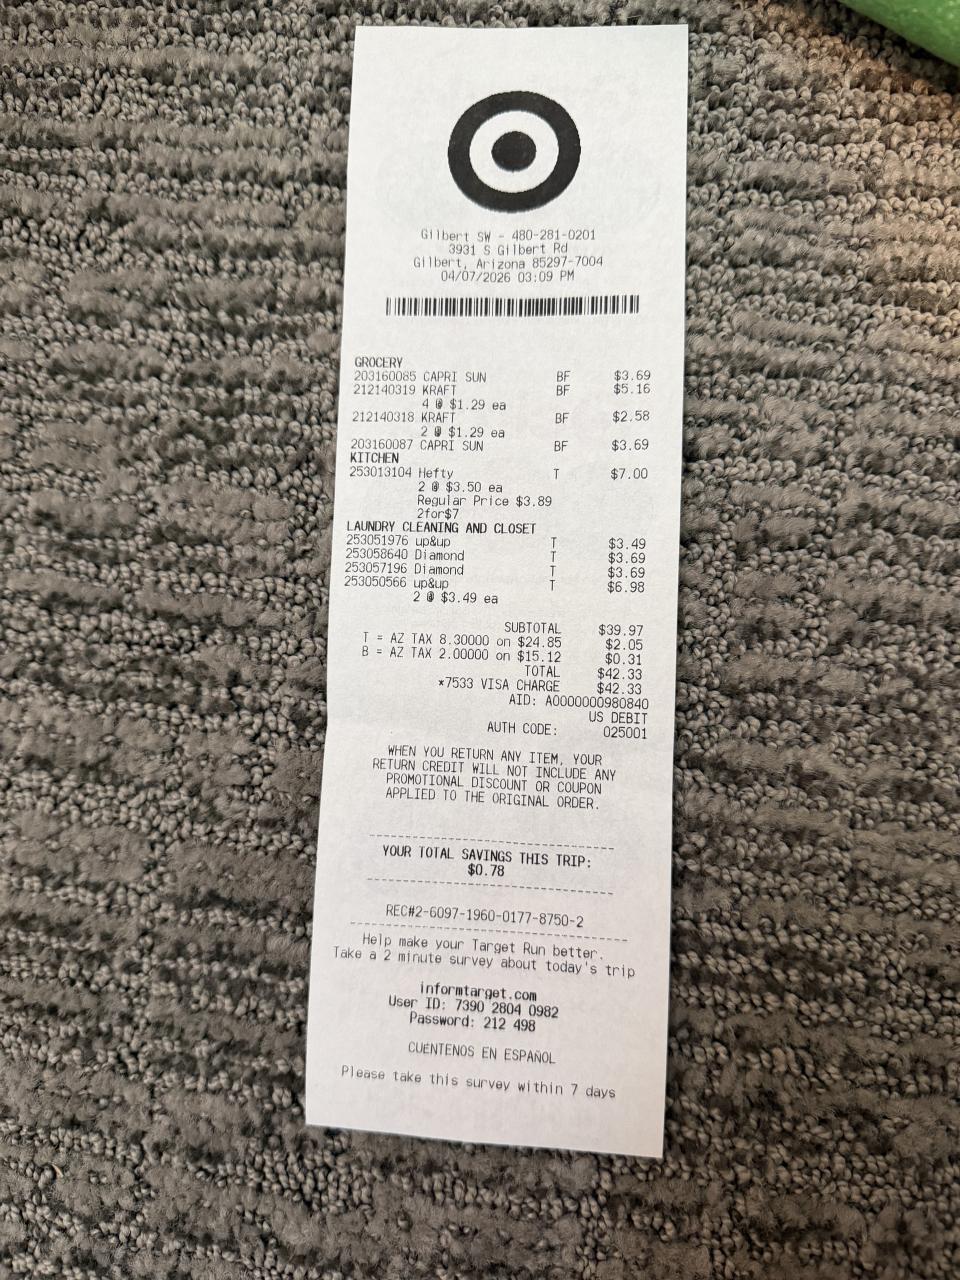 Gilbert SW - 480-281-0201
3931 S Gilbert Rd
Gilbert, Arizona 85297-7004
04/07/2026 03:09 PM
GROCERY
203160085 CAPRI SUN BF $3.69
212140319 KRAFT BF $5.16
4 @ $1.29 ea
212140318 KRAFT BF $2.58
2 @ $1.29 ea
203160087 CAPRI SUN BF $3.69
KITCHEN
253013104 Hefty T $7.00
2 @ $3.50 ea
Regular Price $3.89
2for$7
LAUNDRY CLEANING AND CLOSET
253051976 up&up T $3.49
253058640 Diamond T $3.69
253057196 Diamond T $3.69
253050566 up&up T $6.98
2 @ $3.49 ea
SUBTOTAL $39.97
T = AZ TAX 8.30000 on $24.85 $2.05
B = AZ TAX 2.00000 on $15.12 $0.31
TOTAL $42.33
*7533 VISA CHARGE $42.33
AID: A0000000980840
US DEBIT
AUTH CODE: 025001
WHEN YOU RETURN ANY ITEM, YOUR
RETURN CREDIT WILL NOT INCLUDE ANY
PROMOTIONAL DISCOUNT OR COUPON
APPLIED TO THE ORIGINAL ORDER.
YOUR TOTAL SAVINGS THIS TRIP:
$0.78
REC#2-6097-1960-0177-8750-2
Help make your Target Run better.
Take a 2 minute survey about today's trip
informtarget.com
User ID: 7390 2804 0982
Password: 212 498
CUÉNTENOS EN ESPAÑOL
Please take this survey within 7 days